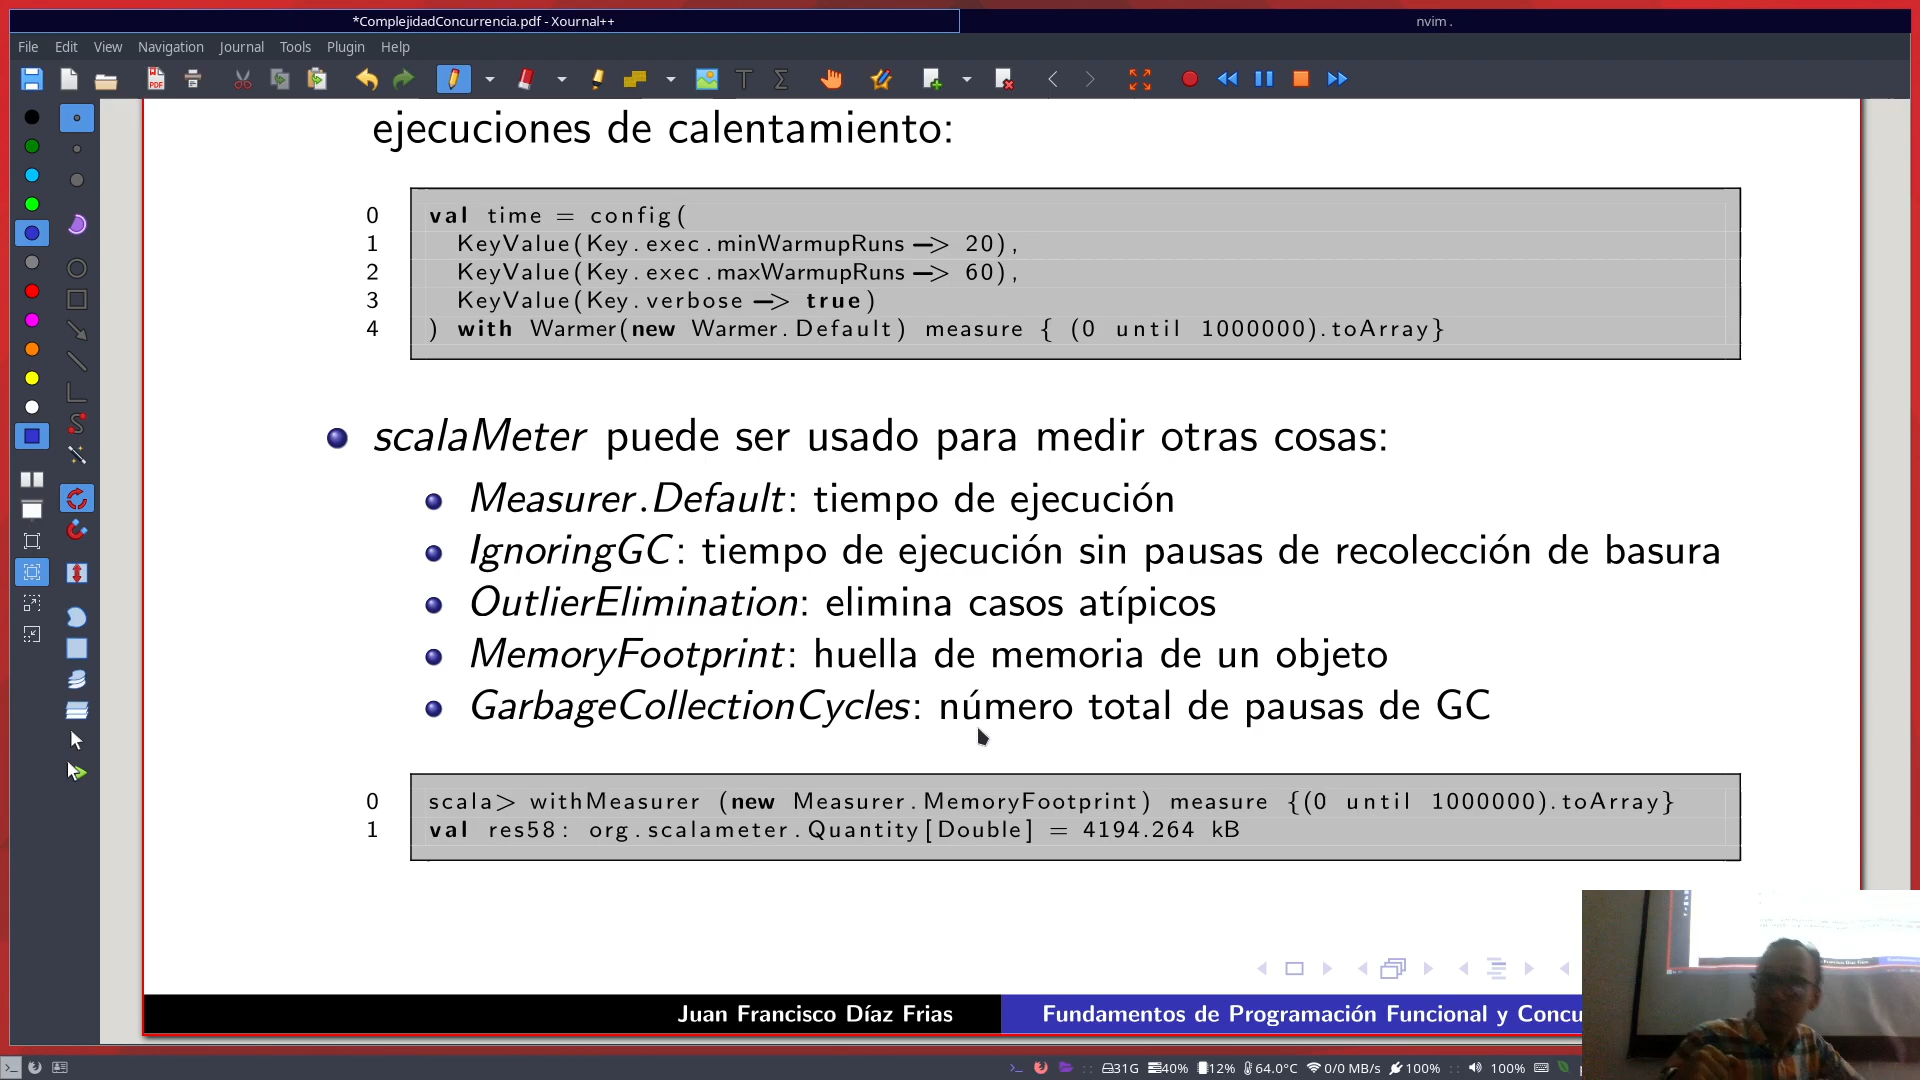 *ComplejidadConcurrencia.pdf - Xournal++
nvim .
File Edit View Navigation Journal Tools Plugin Help
ejecuciones de calentamiento:
0 val time = config(
1 KeyValue(Key.exec.minWarmupRuns -> 20),
2 KeyValue(Key.exec.maxWarmupRuns -> 60),
3 KeyValue(Key.verbose -> true)
4 ) with Warmer(new Warmer.Default) measure { (0 until 1000000).toArray}
scalaMeter puede ser usado para medir otras cosas:
Measurer.Default: tiempo de ejecución
IgnoringGC: tiempo de ejecución sin pausas de recolección de basura
OutlierElimination: elimina casos atípicos
MemoryFootprint: huella de memoria de un objeto
GarbageCollectionCycles: número total de pausas de GC
0 scala> withMeasurer (new Measurer.MemoryFootprint) measure {(0 until 1000000).toArray}
1 val res58: org.scalameter.Quantity[Double] = 4194.264 kB
Juan Francisco Díaz Frias Fundamentos de Programación Funcional y Concu
31G 40% 12% 64.0°C 0/0 MB/s 100% 100%